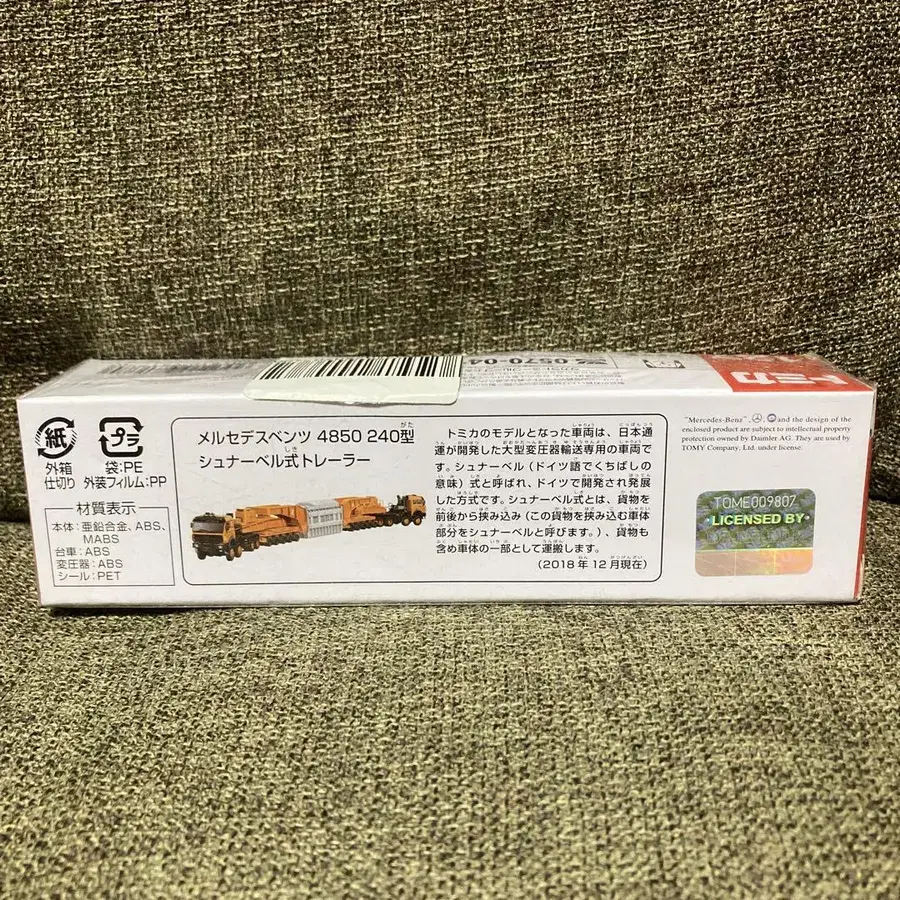 0570-04
トミカ
紙
外箱
仕切り
プラ
袋:PE
外装フィルム:PP
材質表示
本体:亜鉛合金、ABS、
MABS
台車:ABS
変圧器:ABS
シール:PET
メルセデスベンツ 4850 240型
シュナーベル式トレーラー
トミカのモデルとなった車両は、日本通
運が開発した大型変圧器輸送専用の車両で
す。シュナーベル(ドイツ語でくちばしの
意味)式と呼ばれ、ドイツで開発され発展
した方式です。シュナーベル式とは、貨物を
前後から挟み込み(この貨物を挟み込む車体
部分をシュナーベルと呼びます。)、貨物も
含め車体の一部として運搬します。
(2018年12月現在)
"Mercedes-Benz", and the design of the
enclosed product are subject to intellectual property
protection owned by Daimler AG. They are used by
TOMY Company, Ltd. under license.
TOME009807
LICENSED BY